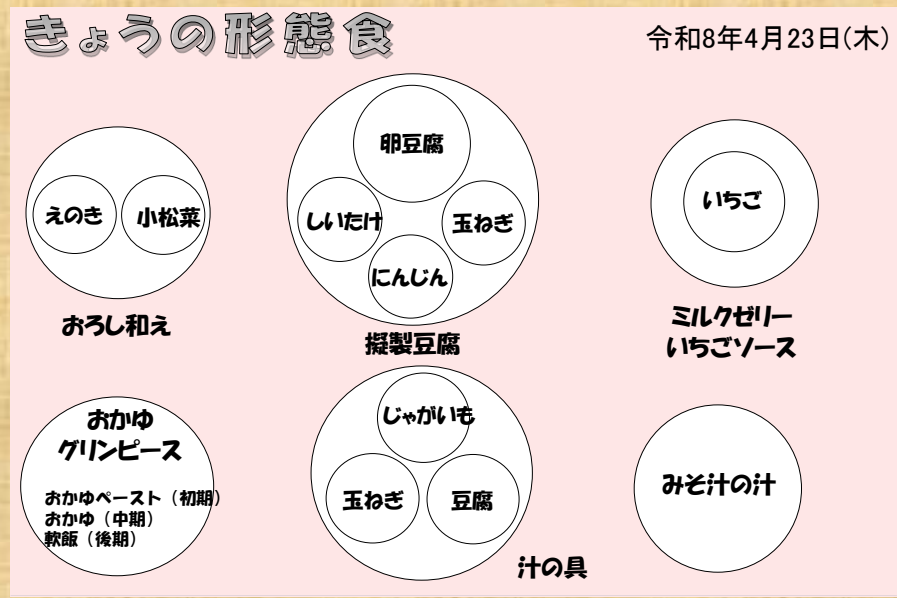 きょうの形態食
令和8年4月23日(木)
えのき
小松菜
おろし和え
卵豆腐
しいたけ
玉ねぎ
にんじん
擬製豆腐
いちご
ミルクゼリー
いちごソース
おかゆ
グリンピース
おかゆペースト（初期）
おかゆ（中期）
軟飯（後期）
じゃがいも
玉ねぎ
豆腐
汁の具
みそ汁の汁